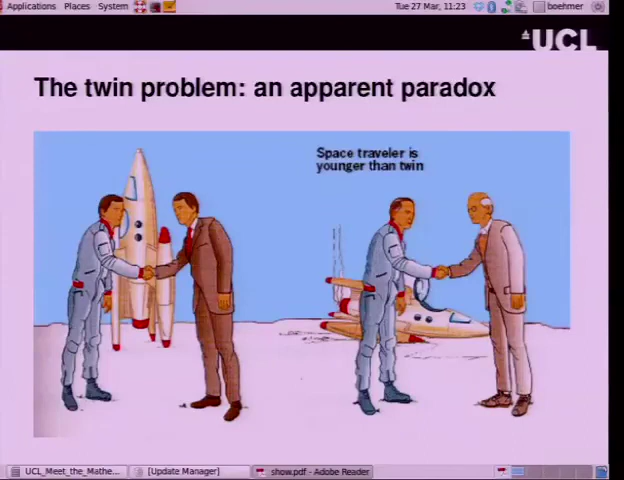 Applications Places System
Tue 27 Mar, 11:23
boehmer
UCL
The twin problem: an apparent paradox
Space traveler is
younger than twin
UCL_Meet_the_Mathe...
[Update Manager]
show.pdf - Adobe Reader